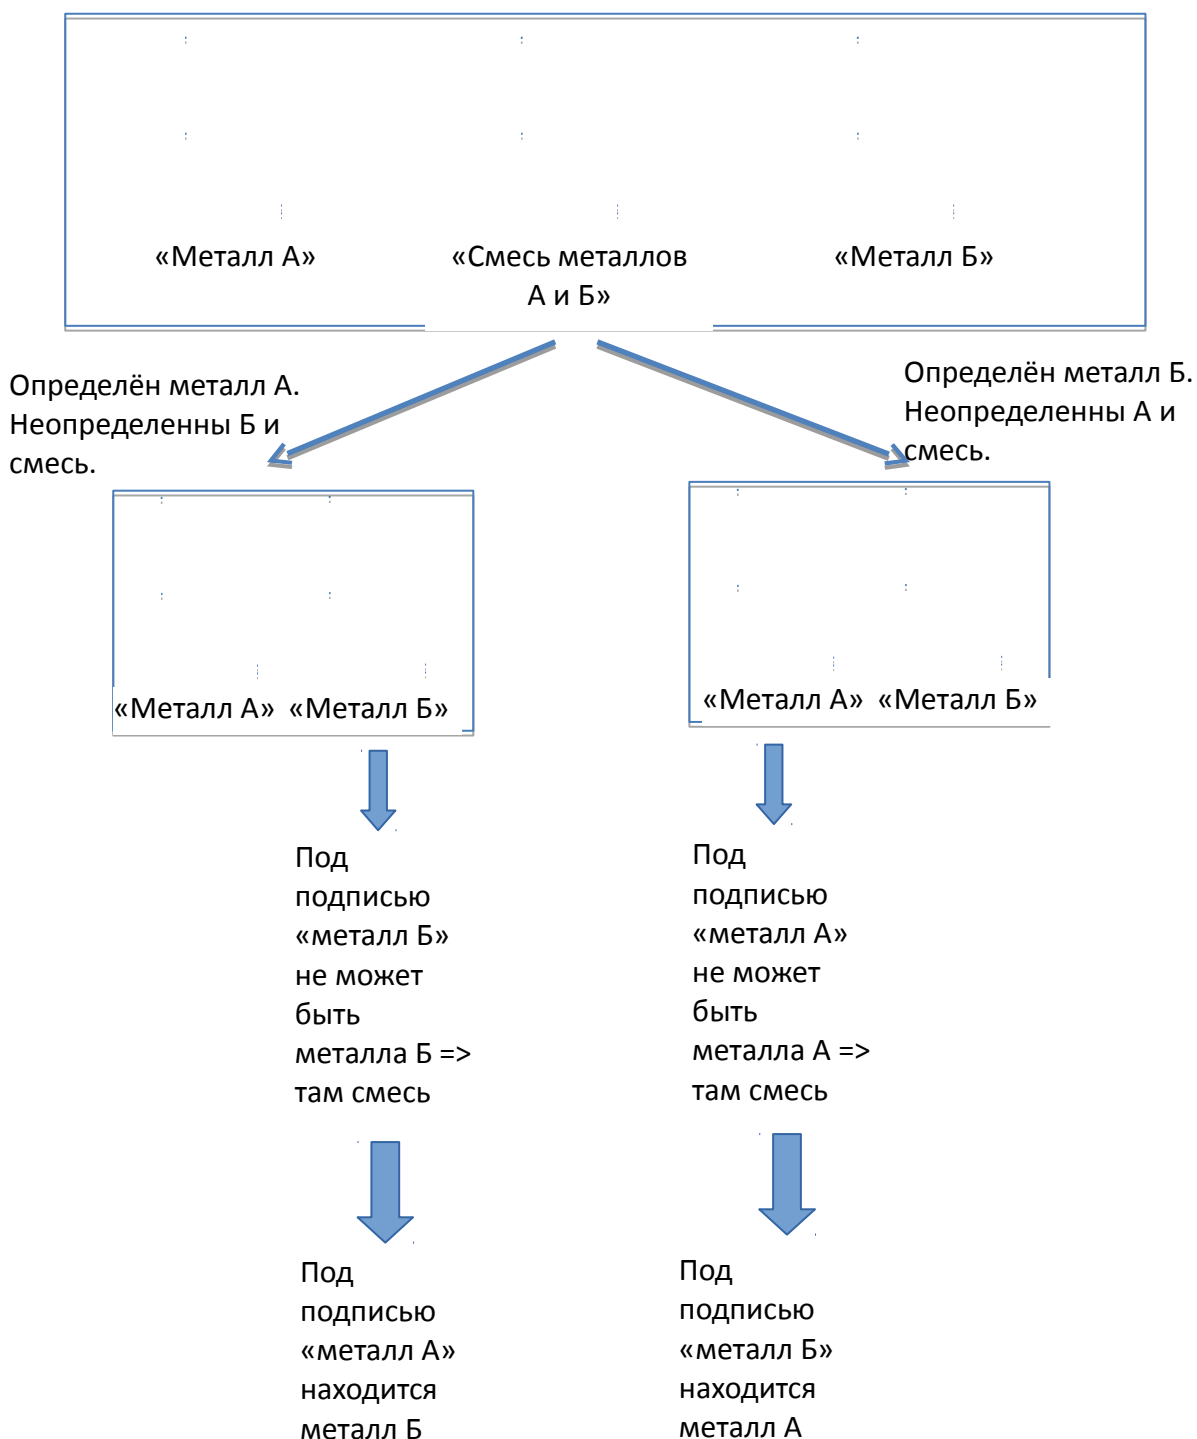 «Металл А»
«Смесь металлов
А и Б»
«Металл Б»
Определён металл А.
Неопределенны Б и
смесь.
Определён металл Б.
Неопределенны А и
смесь.
«Металл А» «Металл Б»
«Металл А» «Металл Б»
Под
подписью
«металл Б»
не может
быть
металла Б =>
там смесь
Под
подписью
«металл А»
не может
быть
металла А =>
там смесь
Под
подписью
«металл А»
находится
металл Б
Под
подписью
«металл Б»
находится
металл А